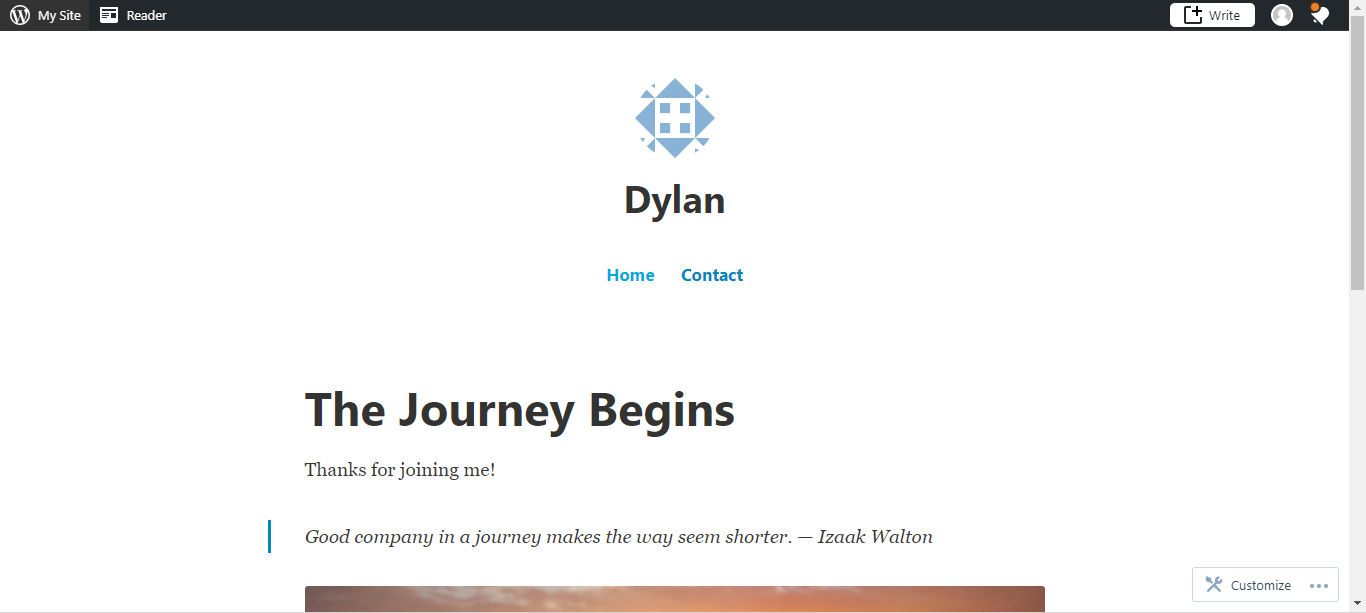 My Site
Reader
Write
Dylan
Home
Contact
The Journey Begins
Thanks for joining me!
Good company in a journey makes the way seem shorter. — Izaak Walton
Customize